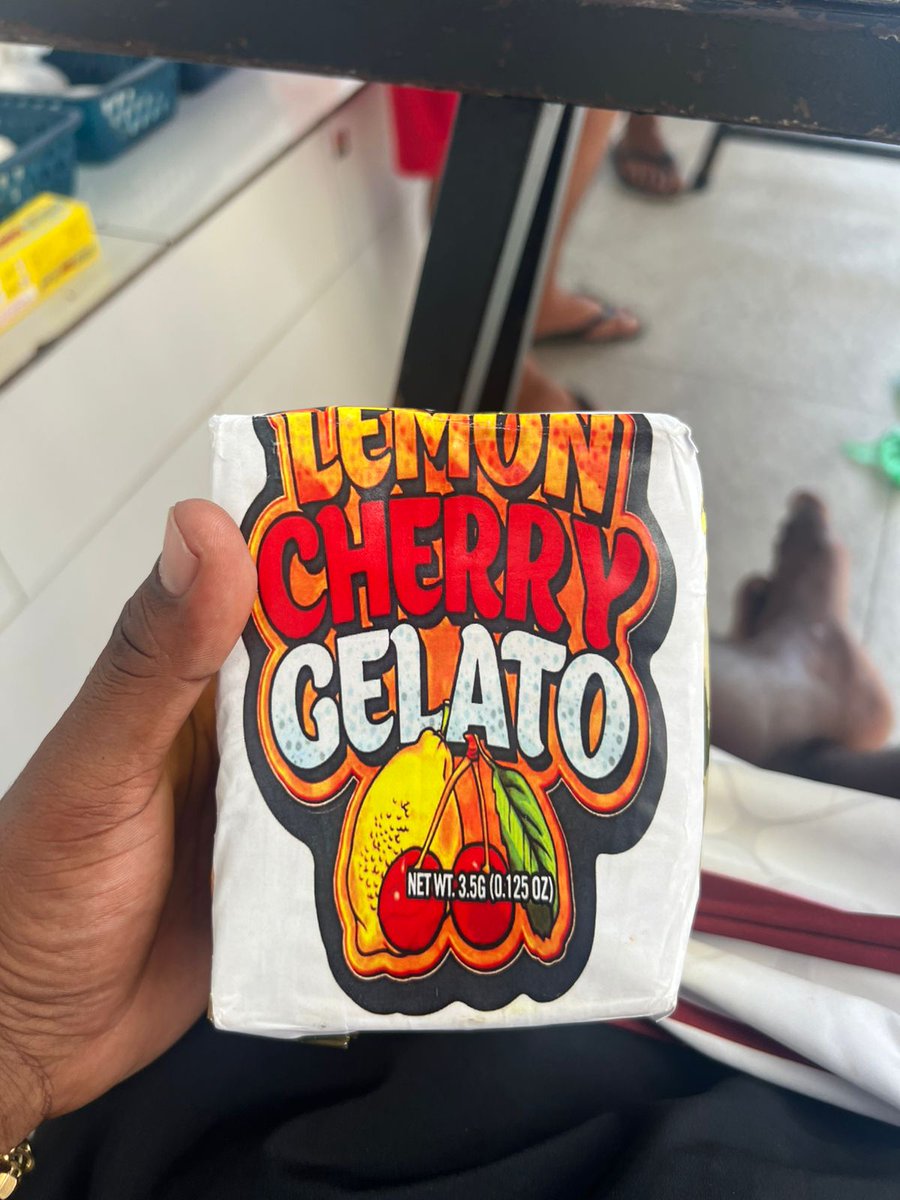 LEMON
CHERRY
GELATO
NET WT. 3.5G (0.125 OZ)